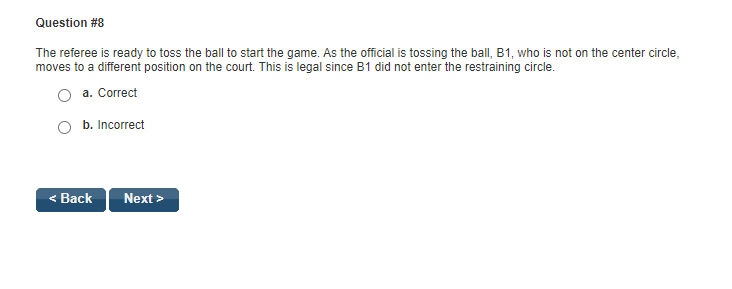 Question #8
The referee is ready to toss the ball to start the game. As the official is tossing the ball, B1, who is not on the center circle,
moves to a different position on the court. This is legal since B1 did not enter the restraining circle.
a. Correct
b. Incorrect
< Back Next >